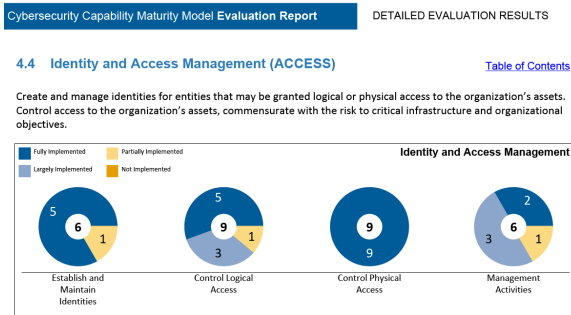 Cybersecurity Capability Maturity Model Evaluation Report
DETAILED EVALUATION RESULTS
4.4 Identity and Access Management (ACCESS)
Table of Contents
Create and manage identities for entities that may be granted logical or physical access to the organization's assets.
Control access to the organization's assets, commensurate with the risk to critical infrastructure and organizational
objectives.
Fully Implemented
Partially Implemented
Identity and Access Management
Largely Implemented
Not Implemented
5
6
1
5
9
1
3
9
9
2
3
6
1
Establish and
Maintain
Identities
Control Logical
Access
Control Physical
Access
Management
Activities